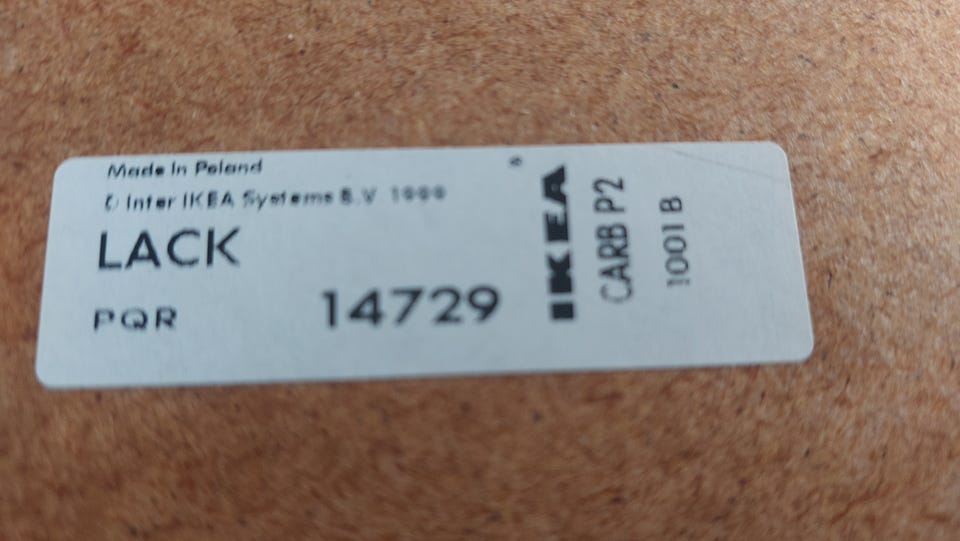 Made in Poland
© Inter IKEA Systems B.V 1999
LACK
PQR 14729
IKEA
CARB P2
1001 B